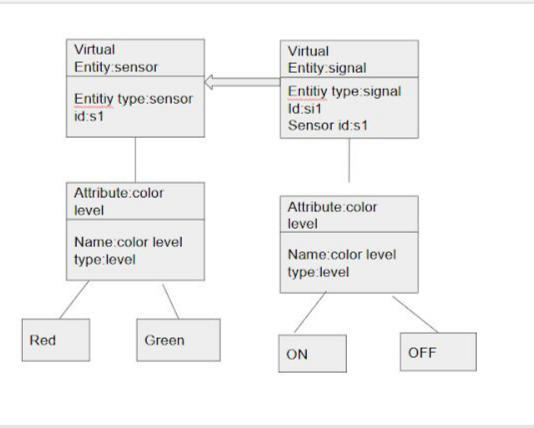 Virtual
Entity:sensor
Entitiy type:sensor
id:s1
Virtual
Entity:signal
Entitiy type:signal
Id:si1
Sensor id:s1
Attribute:color
level
Name:color level
type:level
Attribute:color
level
Name:color level
type:level
Red
Green
ON
OFF